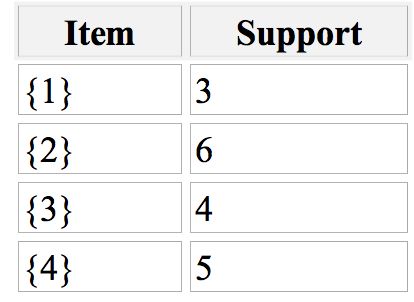 Item Support
{1} 3
{2} 6
{3} 4
{4} 5